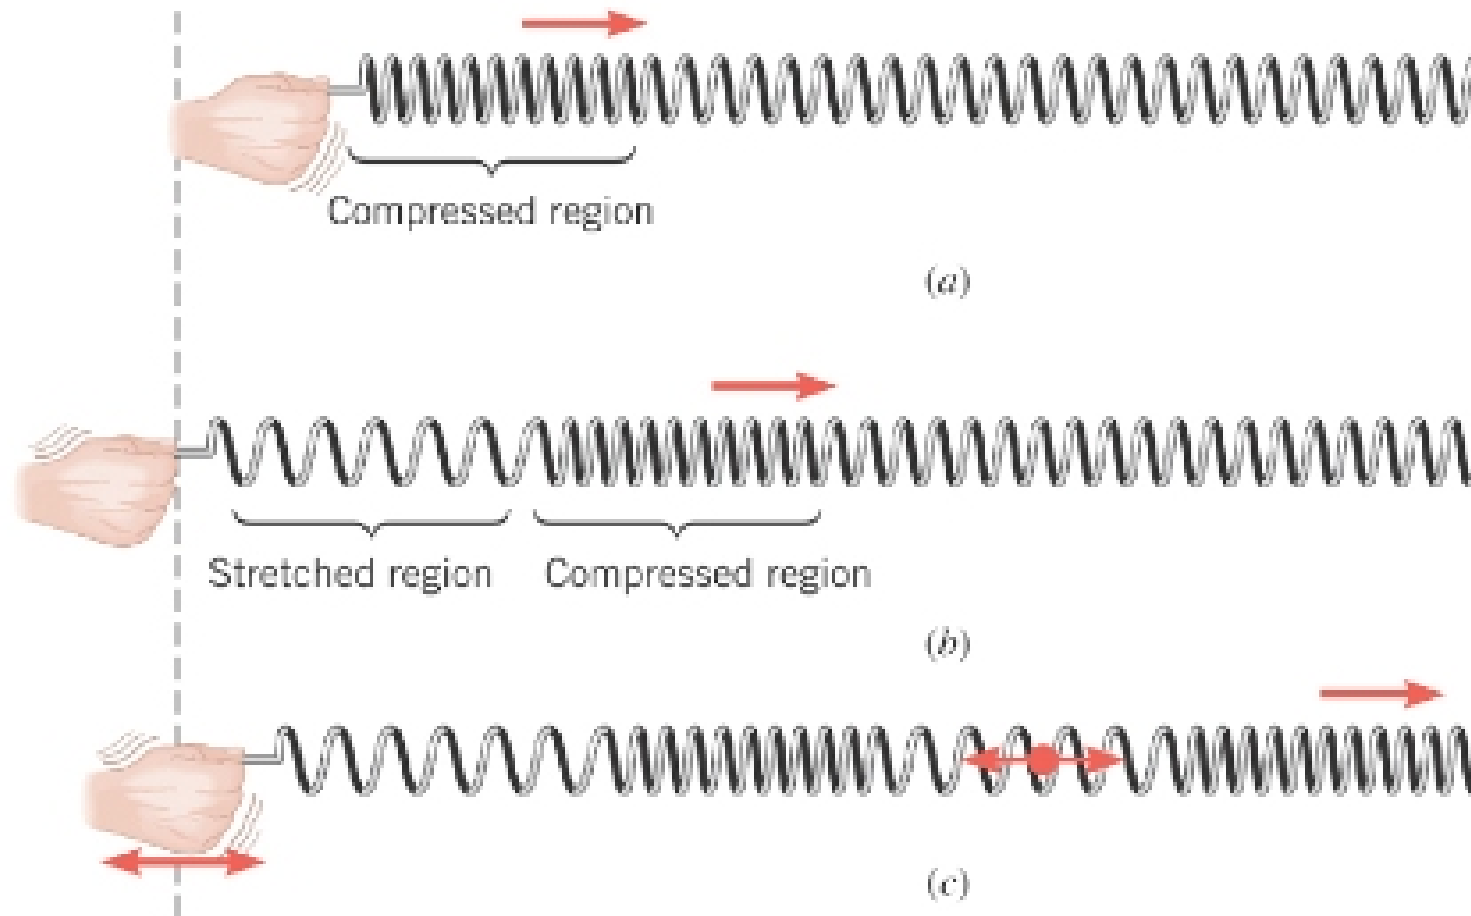 Compressed region
(a)
Stretched region Compressed region
(b)
(c)